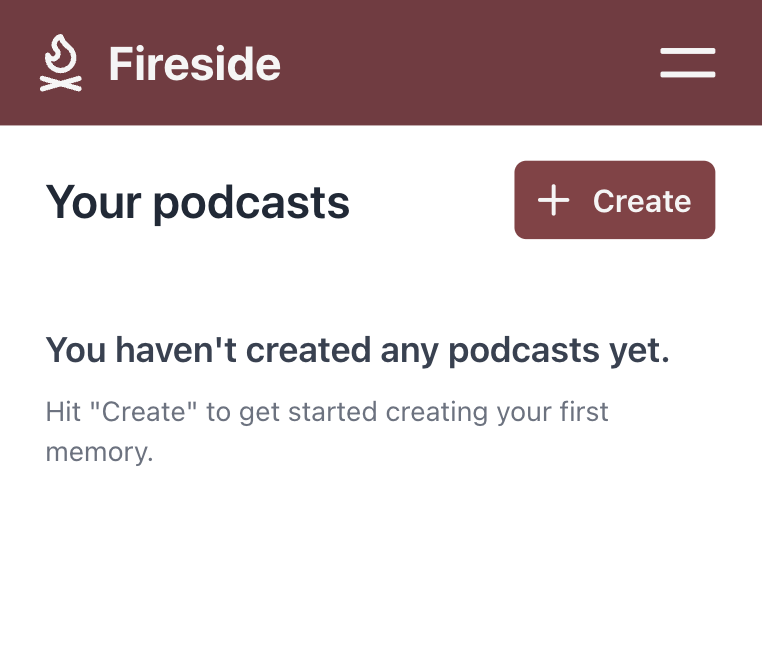 Fireside
Your podcasts
Create
You haven't created any podcasts yet.
Hit "Create" to get started creating your first
memory.